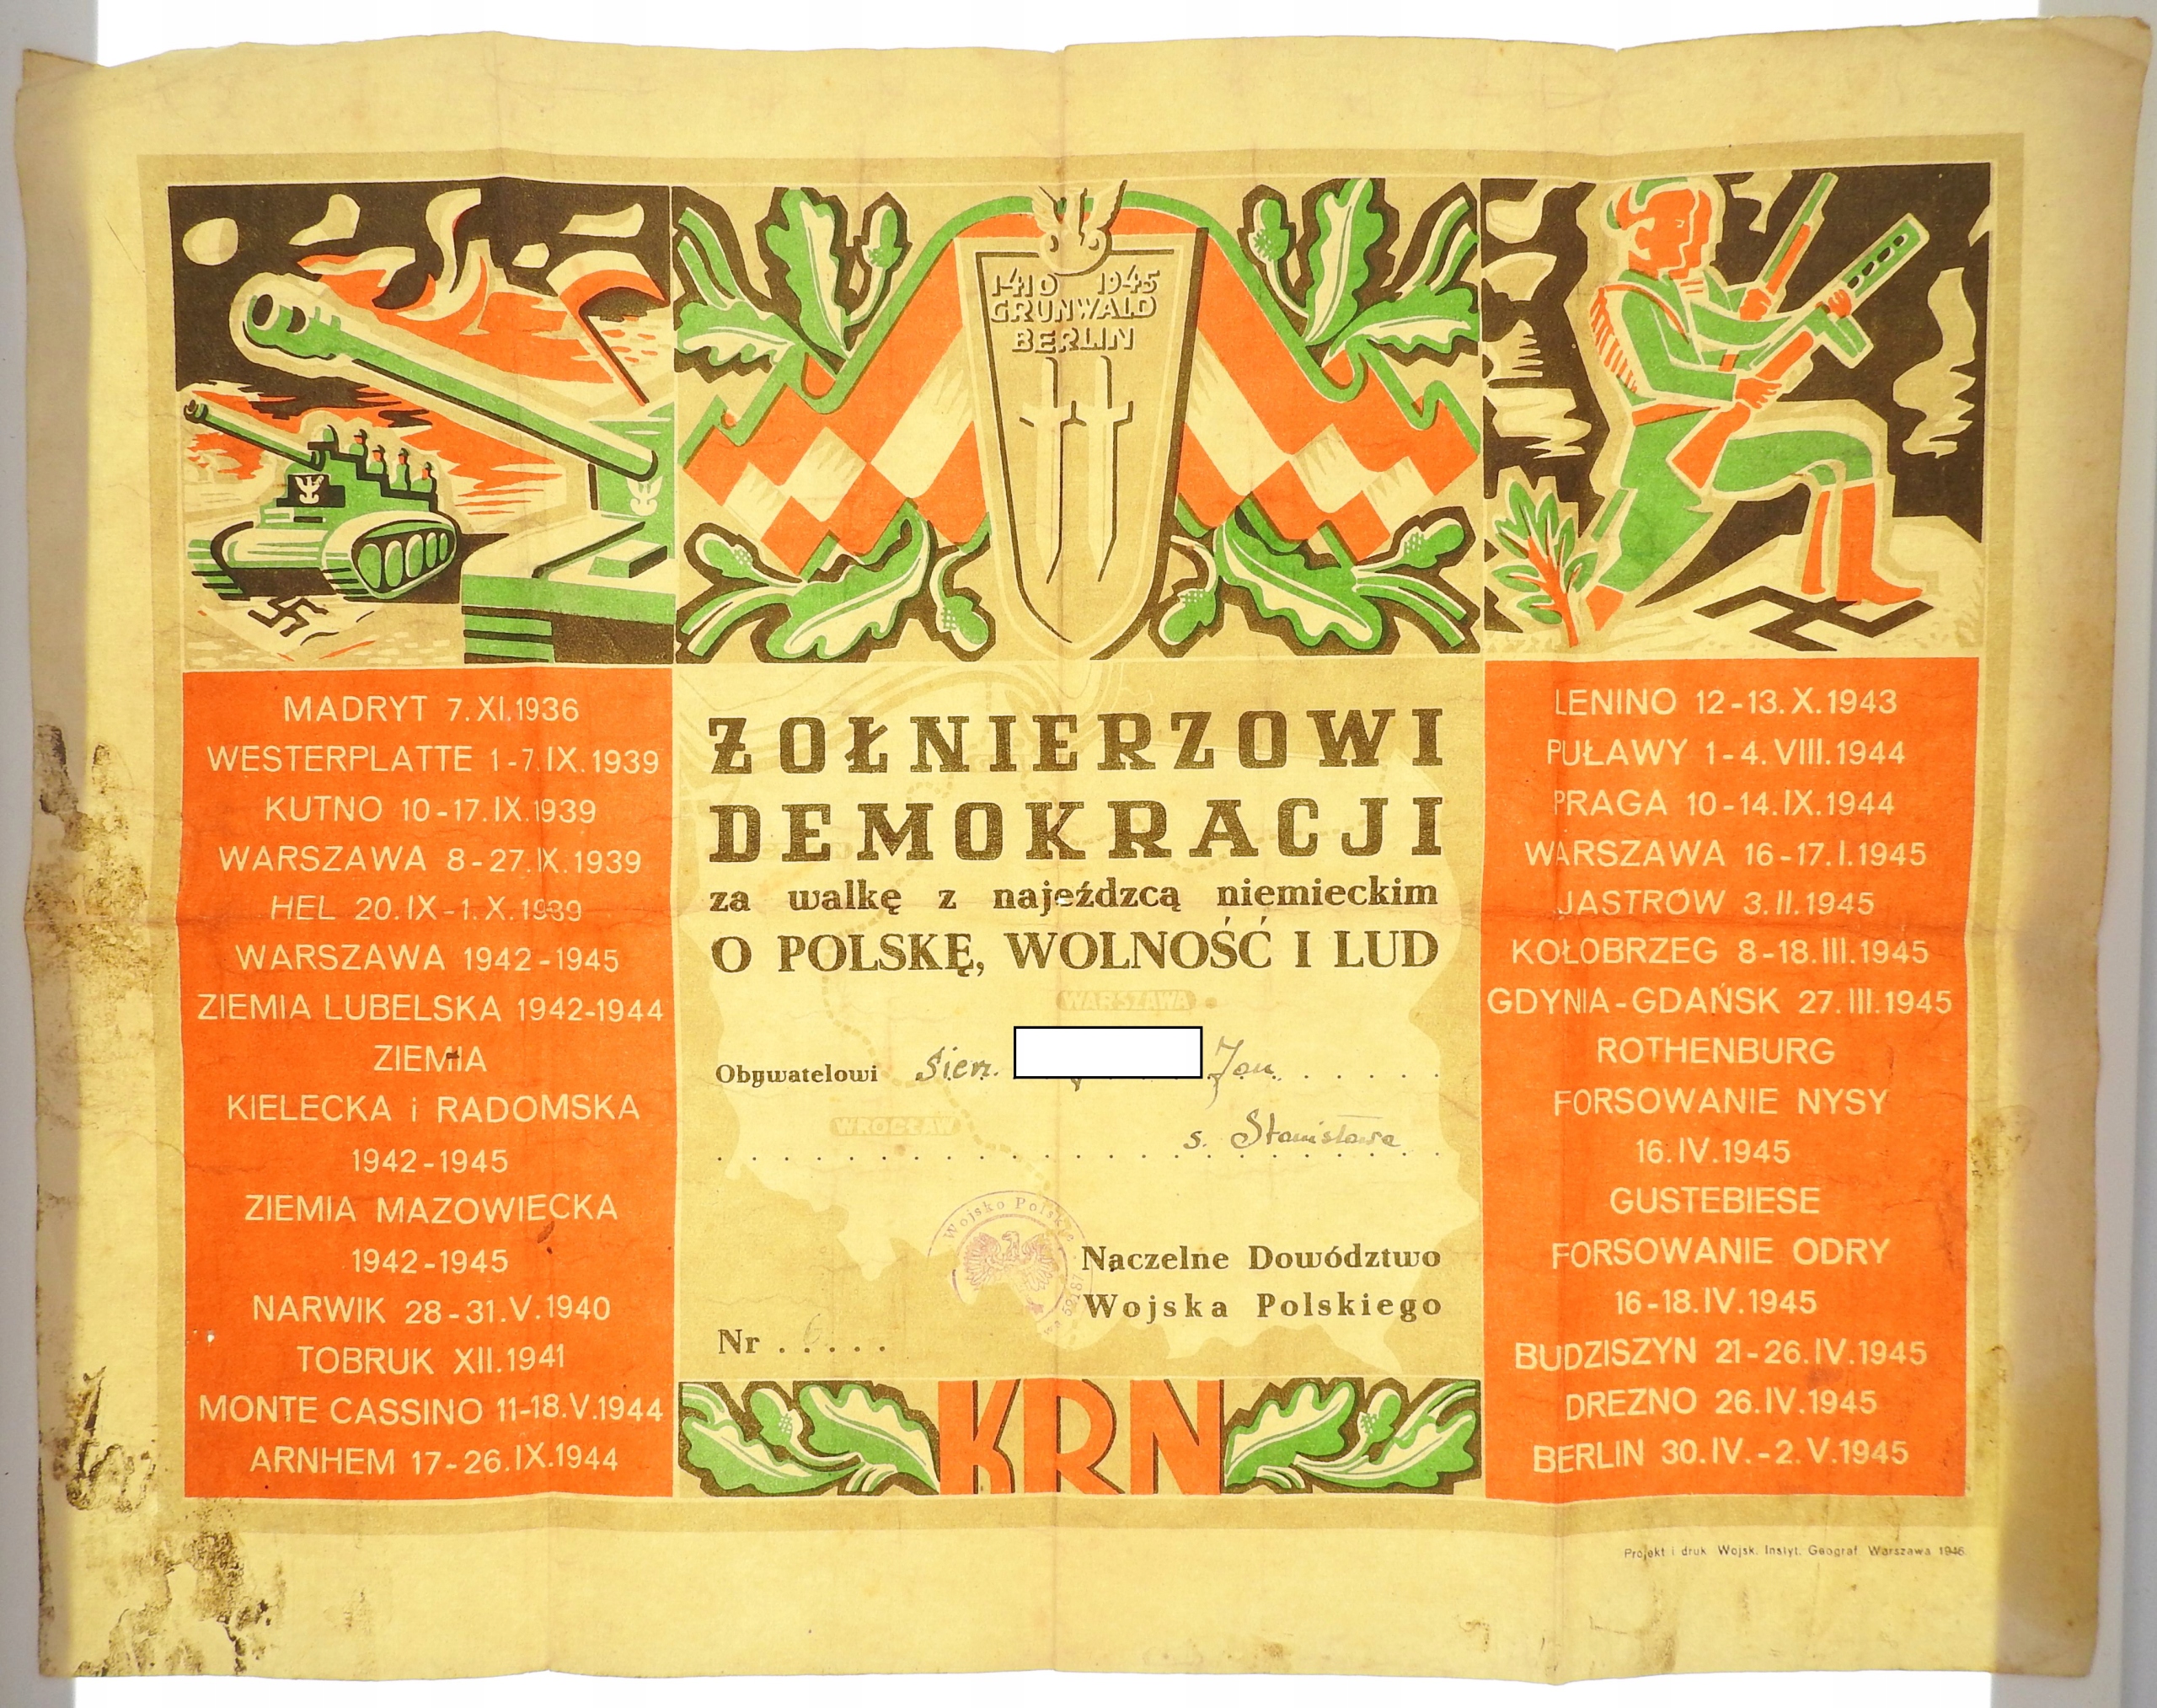 1410 1945
GRUNWALD
BERLIN
MADRYT 7.XI.1936
WESTERPLATTE 1-7.IX.1939
KUTNO 10-17.IX.1939
WARSZAWA 8-27.IX.1939
HEL 20.IX-1.X.1939
WARSZAWA 1942-1945
ZIEMIA LUBELSKA 1942-1944
ZIEMIA
KIELECKA i RADOMSKA
1942-1945
ZIEMIA MAZOWIECKA
1942-1945
NARWIK 28-31.V.1940
TOBRUK XII.1941
MONTE CASSINO 11-18.V.1944
ARNHEM 17-26.IX.1944
ŻOŁNIERZOWI
DEMOKRACJI
za walkę z najeźdzcą niemieckim
O POLSKĘ, WOLNOŚĆ I LUD
WARSZAWA
Obywatelowi Sierż. Jan
WROCŁAW
s. Stanisława
Wojsko Polskie
Naczelne Dowództwo
Wojska Polskiego
Nr . . . . .
KRN
LENINO 12-13.X.1943
PUŁAWY 1-4.VIII.1944
PRAGA 10-14.IX.1944
WARSZAWA 16-17.I.1945
JASTRÓW 3.II.1945
KOŁOBRZEG 8-18.III.1945
GDYNIA-GDAŃSK 27.III.1945
ROTHENBURG
FORSOWANIE NYSY
16.IV.1945
GUSTEBIESE
FORSOWANIE ODRY
16-18.IV.1945
BUDZISZYN 21-26.IV.1945
DREZNO 26.IV.1945
BERLIN 30.IV.-2.V.1945
Projekt i druk Wojsk. Instyt. Geograf. Warszawa 1946